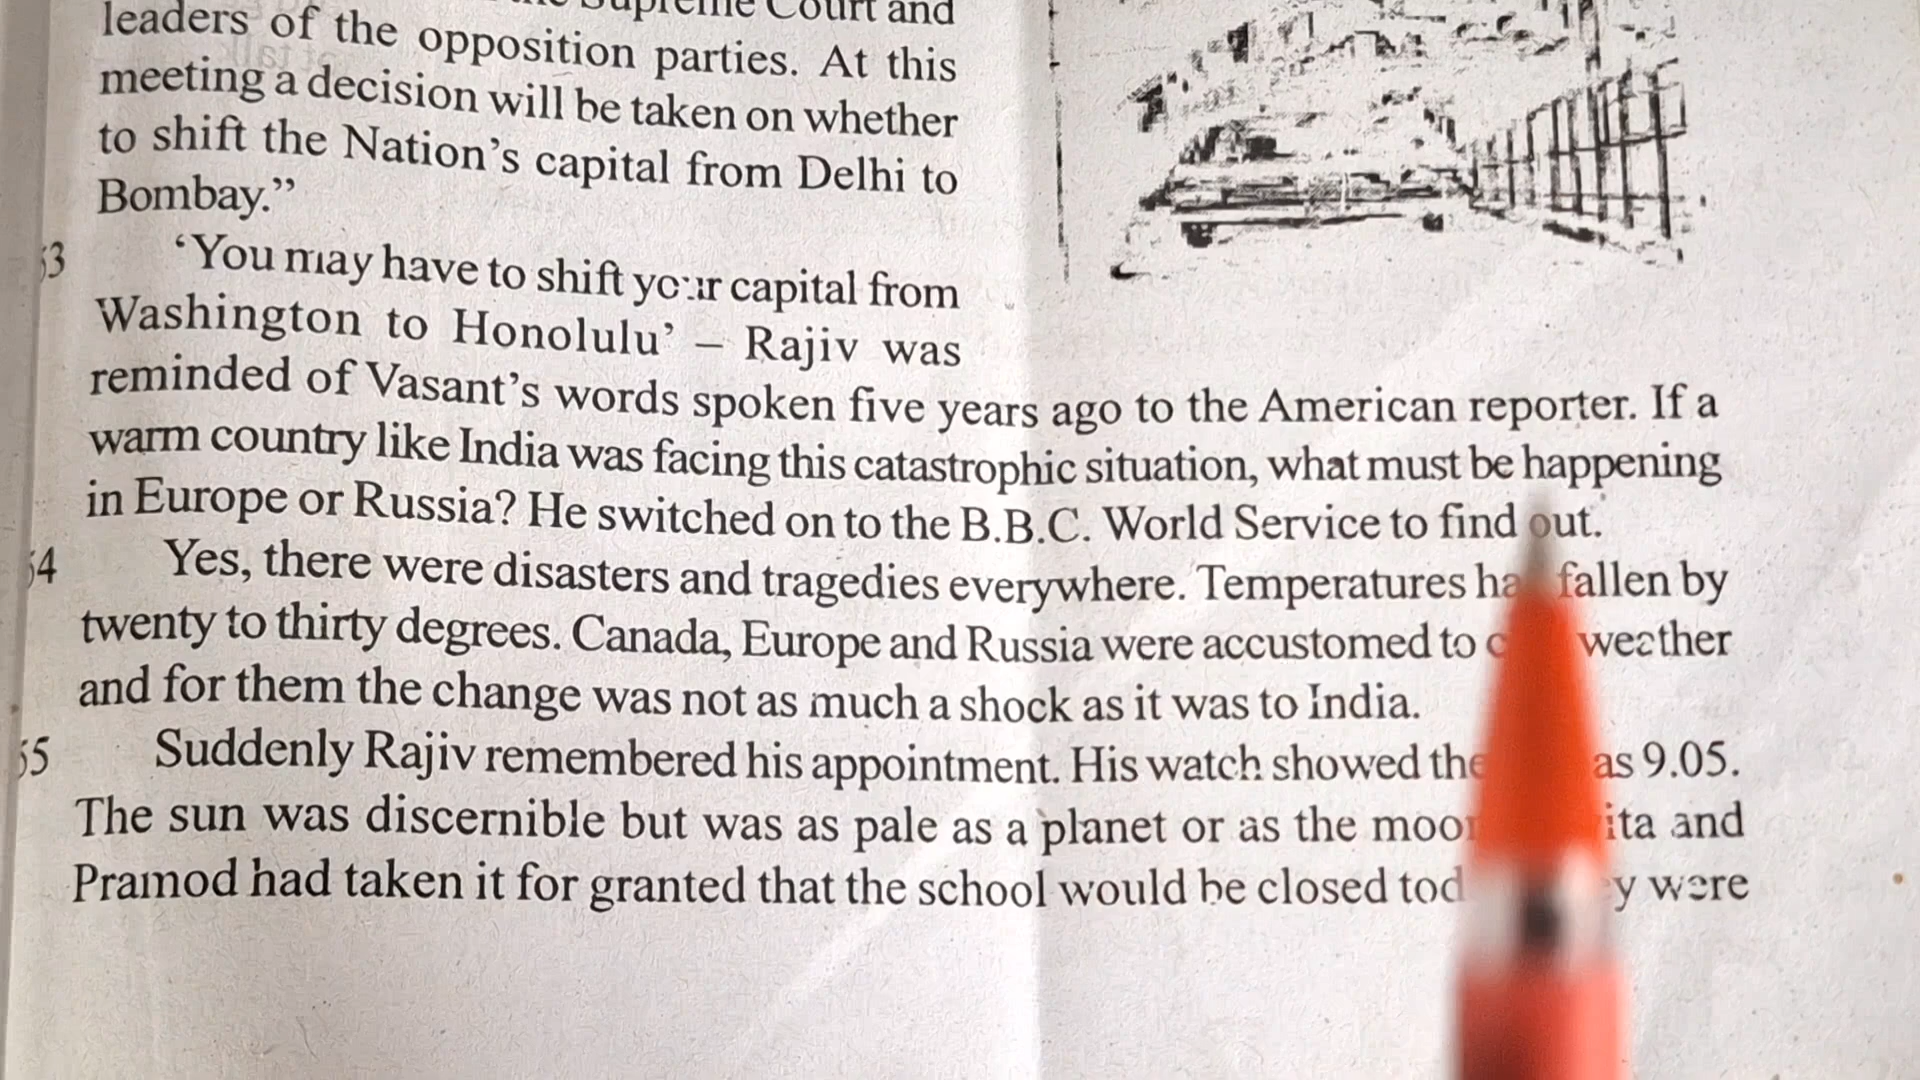 Supreme Court and
leaders of the opposition parties. At this
meeting a decision will be taken on whether
to shift the Nation's capital from Delhi to
Bombay.”
‘You may have to shift your capital from
Washington to Honolulu’ – Rajiv was
reminded of Vasant's words spoken five years ago to the American reporter. If a
warm country like India was facing this catastrophic situation, what must be happening
in Europe or Russia? He switched on to the B.B.C. World Service to find out.
Yes, there were disasters and tragedies everywhere. Temperatures fallen by
twenty to thirty degrees. Canada, Europe and Russia were accustomed to weather
and for them the change was not as much a shock as it was to India.
Suddenly Rajiv remembered his appointment. His watch showed 9.05.
The sun was discernible but was as pale as a planet or as the and
Pramod had taken it for granted that the school would be closed were